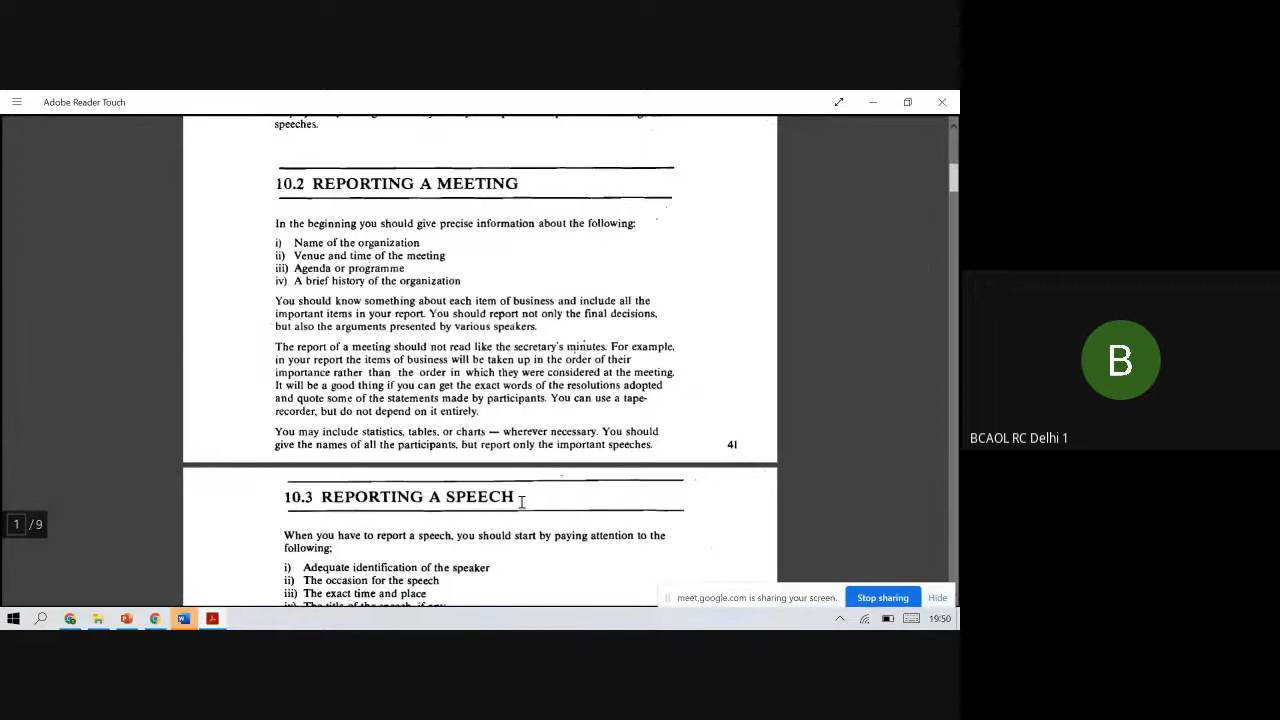 Adobe Reader Touch
speeches.
10.2 REPORTING A MEETING
In the beginning you should give precise information about the following:
i) Name of the organization
ii) Venue and time of the meeting
iii) Agenda or programme
iv) A brief history of the organization
You should know something about each item of business and include all the
important items in your report. You should report not only the final decisions,
but also the arguments presented by various speakers.
The report of a meeting should not read like the secretary's minutes. For example,
in your report the items of business will be taken up in the order of their
importance rather than the order in which they were considered at the meeting.
It will be a good thing if you can get the exact words of the resolutions adopted
and quote some of the statements made by participants. You can use a tape-
recorder, but do not depend on it entirely.
You may include statistics, tables, or charts — wherever necessary. You should
give the names of all the participants, but report only the important speeches.
41
10.3 REPORTING A SPEECH
When you have to report a speech, you should start by paying attention to the
following;
i) Adequate identification of the speaker
ii) The occasion for the speech
iii) The exact time and place
iv) The title of the speech, if any
1 / 9
meet.google.com is sharing your screen.
Stop sharing
Hide
19:50
B
BCAOL RC Delhi 1